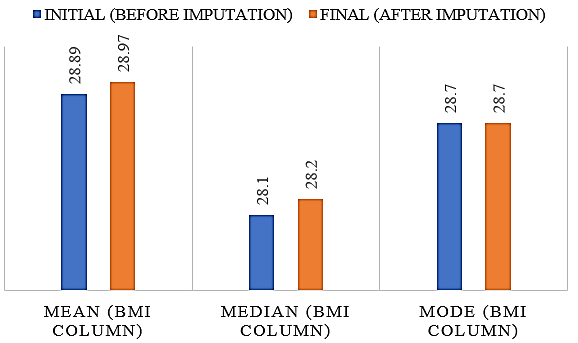 INITIAL (BEFORE IMPUTATION) FINAL (AFTER IMPUTATION)
28.89
28.97
28.1
28.2
28.7
28.7
MEAN (BMI
COLUMN)
MEDIAN (BMI
COLUMN)
MODE (BMI
COLUMN)